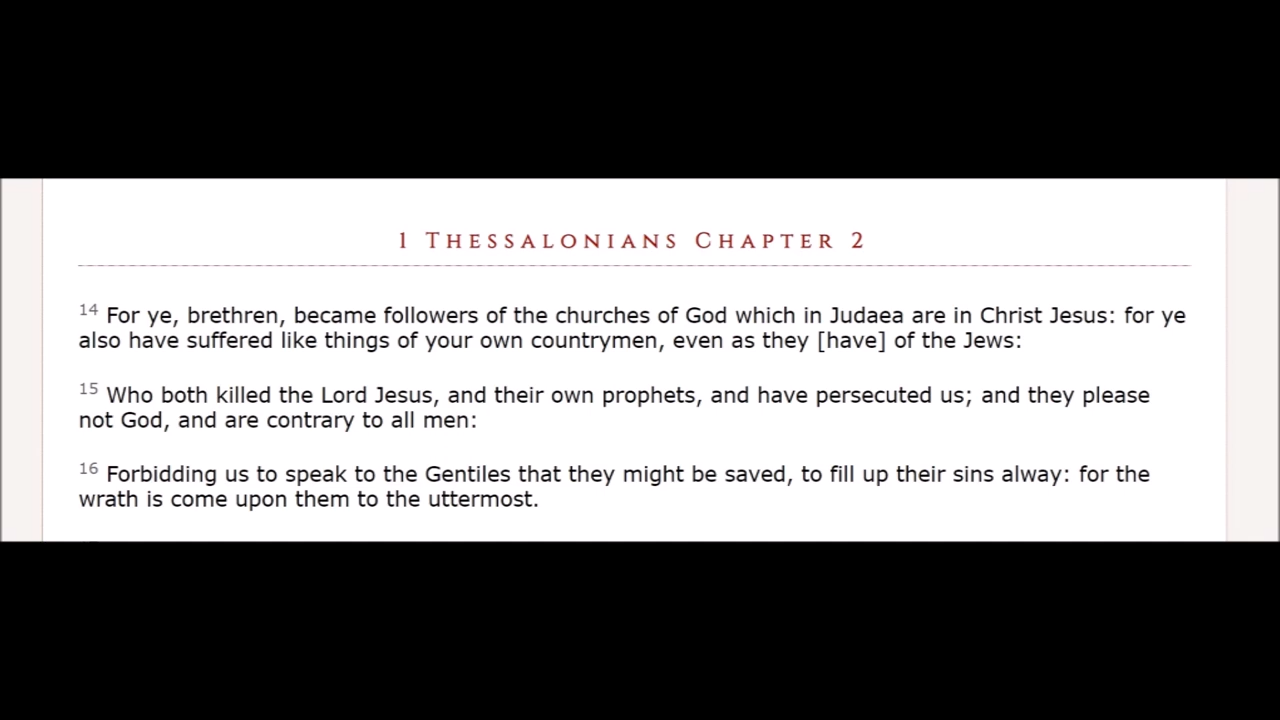 1 Thessalonians Chapter 2
14 For ye, brethren, became followers of the churches of God which in Judaea are in Christ Jesus: for ye
also have suffered like things of your own countrymen, even as they [have] of the Jews:
15 Who both killed the Lord Jesus, and their own prophets, and have persecuted us; and they please
not God, and are contrary to all men:
16 Forbidding us to speak to the Gentiles that they might be saved, to fill up their sins alway: for the
wrath is come upon them to the uttermost.